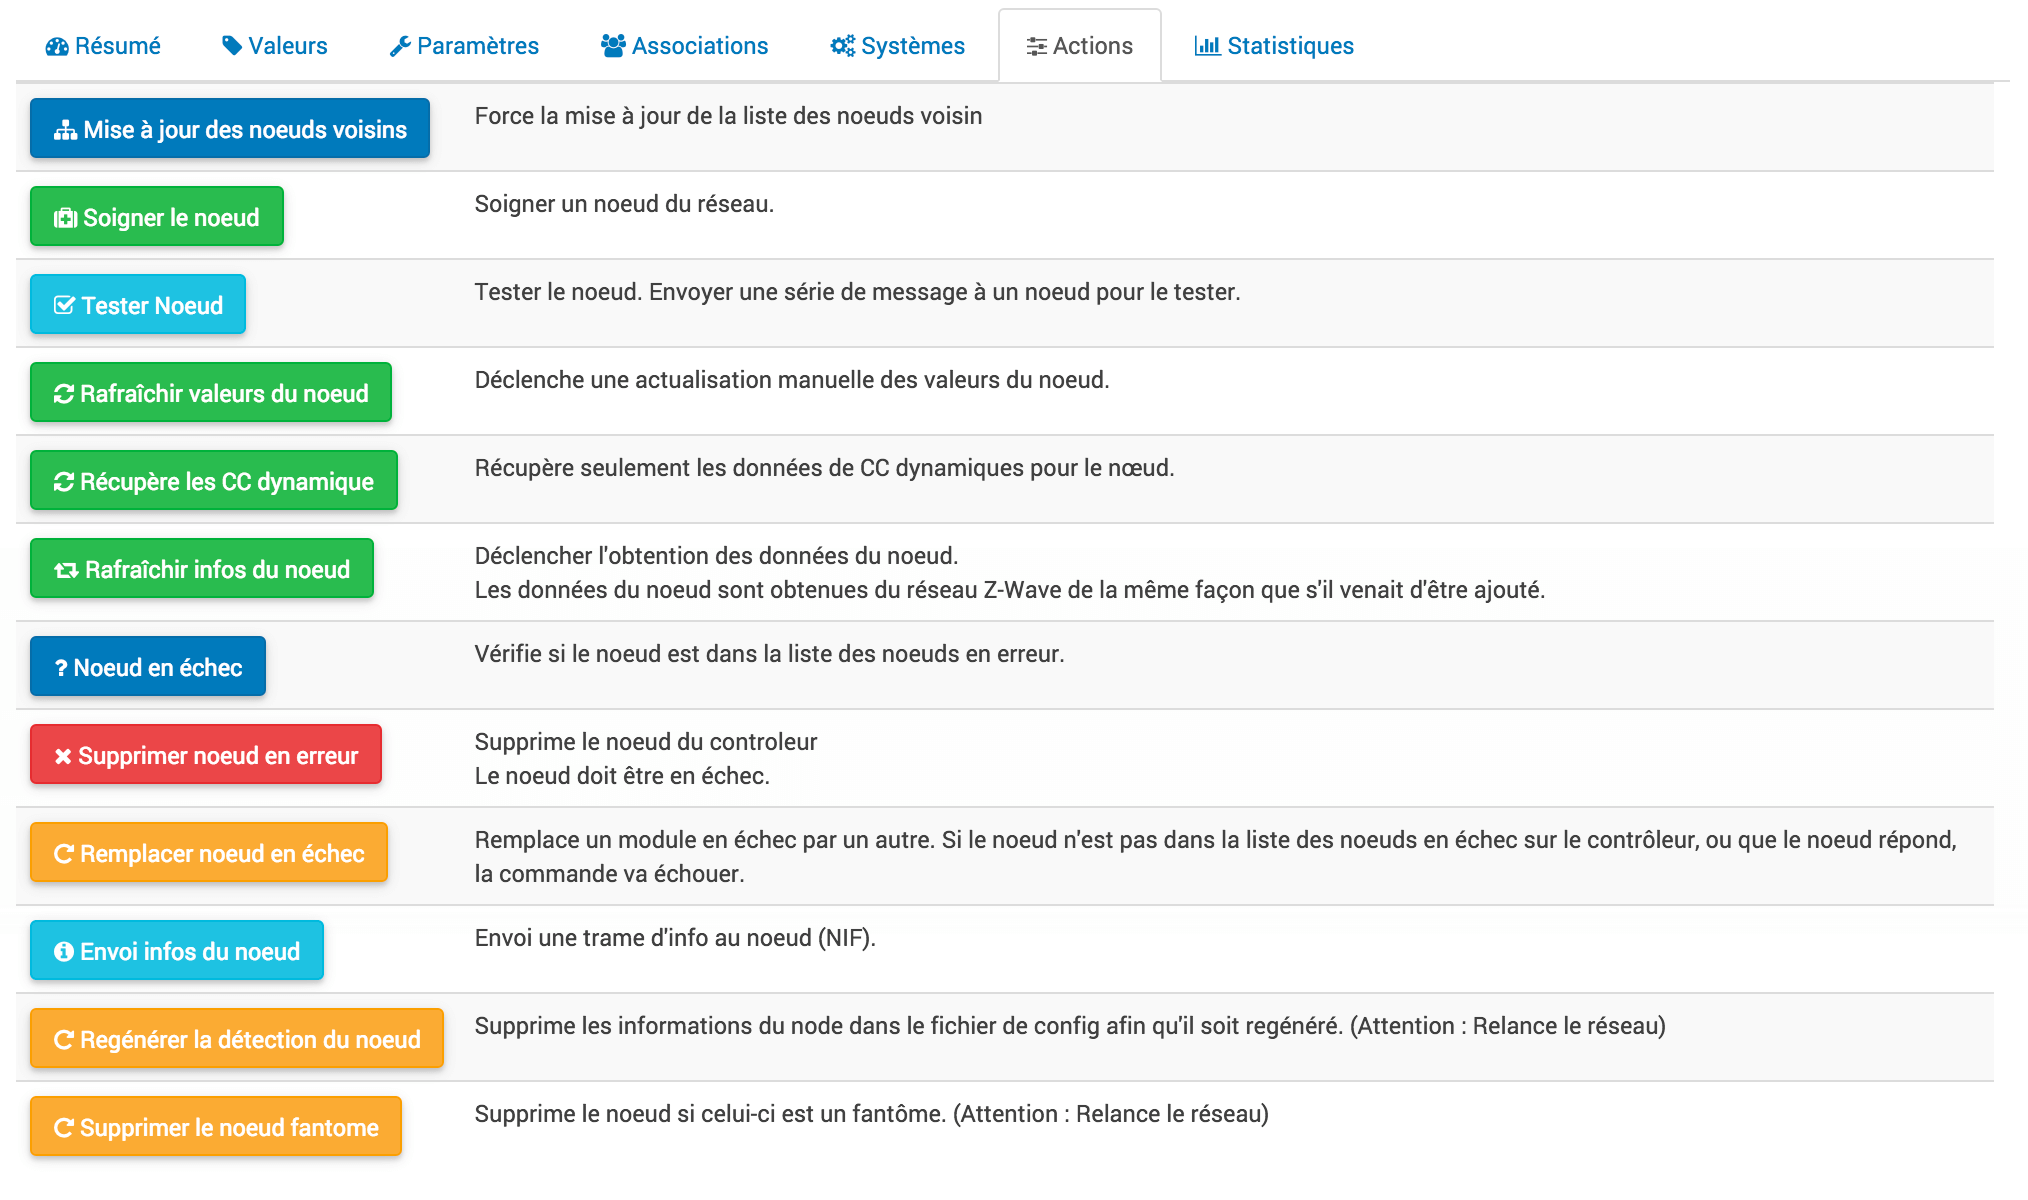 Résumé Valeurs Paramètres Associations Systèmes Actions Statistiques
Mise à jour des noeuds voisins Force la mise à jour de la liste des noeuds voisin
Soigner le noeud Soigner un noeud du réseau.
Tester Noeud Tester le noeud. Envoyer une série de message à un noeud pour le tester.
Rafraîchir valeurs du noeud Déclenche une actualisation manuelle des valeurs du noeud.
Récupère les CC dynamique Récupère seulement les données de CC dynamiques pour le nœud.
Rafraîchir infos du noeud Déclencher l'obtention des données du noeud.
Les données du noeud sont obtenues du réseau Z-Wave de la même façon que s'il venait d'être ajouté.
? Noeud en échec Vérifie si le noeud est dans la liste des noeuds en erreur.
Supprimer noeud en erreur Supprime le noeud du controleur
Le noeud doit être en échec.
Remplacer noeud en échec Remplace un module en échec par un autre. Si le noeud n'est pas dans la liste des noeuds en échec sur le contrôleur, ou que le noeud répond,
la commande va échouer.
Envoi infos du noeud Envoi une trame d'info au noeud (NIF).
Regénérer la détection du noeud Supprime les informations du node dans le fichier de config afin qu'il soit regénéré. (Attention : Relance le réseau)
Supprimer le noeud fantome Supprime le noeud si celui-ci est un fantôme. (Attention : Relance le réseau)